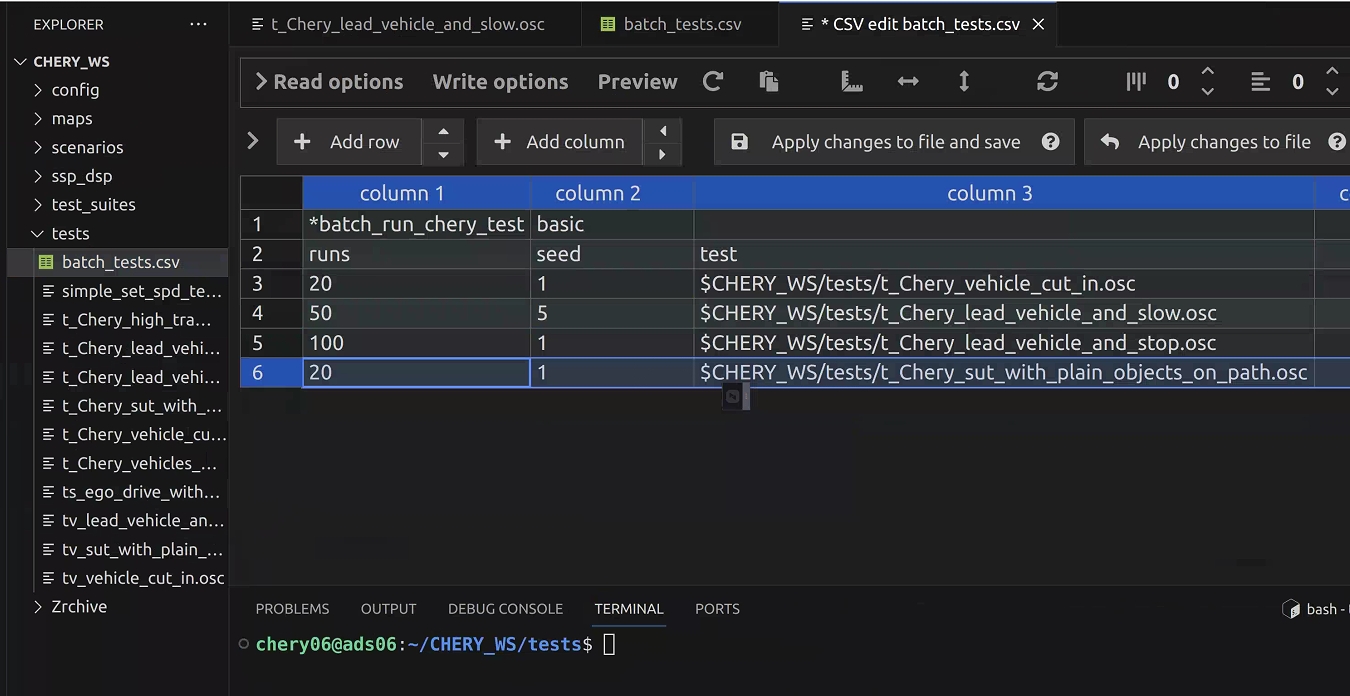 EXPLORER ···
t_Chery_lead_vehicle_and_slow.osc
batch_tests.csv
* CSV edit batch_tests.csv
CHERY_WS
config
maps
scenarios
ssp_dsp
test_suites
tests
batch_tests.csv
simple_set_spd_te...
t_Chery_high_tra...
t_Chery_lead_vehi...
t_Chery_lead_vehi...
t_Chery_sut_with_...
t_Chery_vehicle_cu...
t_Chery_vehicles_...
ts_ego_drive_with...
tv_lead_vehicle_an...
tv_sut_with_plain_...
tv_vehicle_cut_in.osc
Zrchive
Read options Write options Preview 0 0
Add row Add column Apply changes to file and save Apply changes to file
column 1 column 2 column 3 c
1 *batch_run_chery_test basic
2 runs seed test
3 20 1 $CHERY_WS/tests/t_Chery_vehicle_cut_in.osc
4 50 5 $CHERY_WS/tests/t_Chery_lead_vehicle_and_slow.osc
5 100 1 $CHERY_WS/tests/t_Chery_lead_vehicle_and_stop.osc
6 20 1 $CHERY_WS/tests/t_Chery_sut_with_plain_objects_on_path.osc
PROBLEMS OUTPUT DEBUG CONSOLE TERMINAL PORTS
bash -
chery06@ads06:~/CHERY_WS/tests$